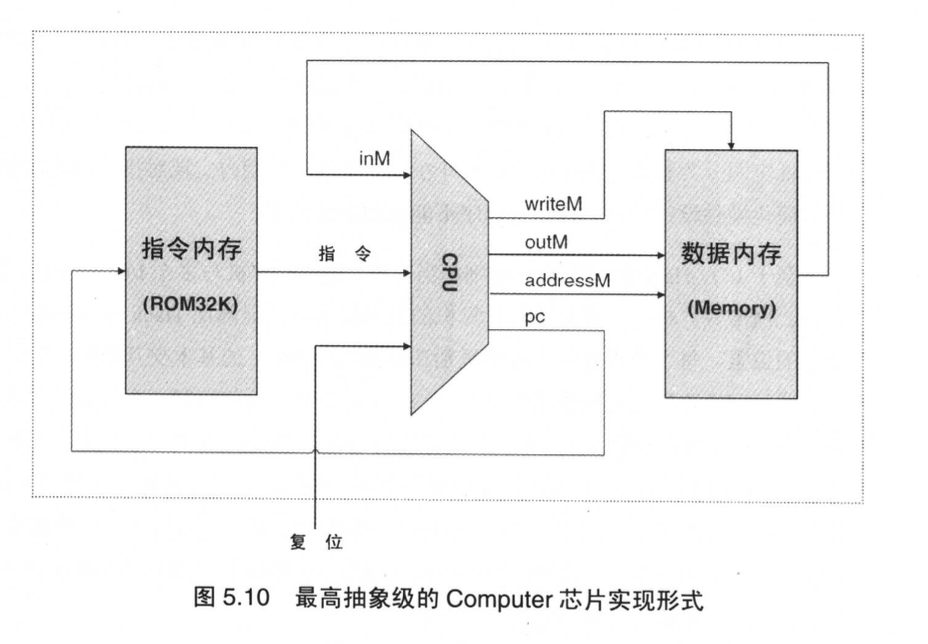 inM
writeM
指令内存
(ROM32K)
指 令
CPU
outM
addressM
pc
数据内存
(Memory)
复 位
图 5.10 最高抽象级的 Computer 芯片实现形式